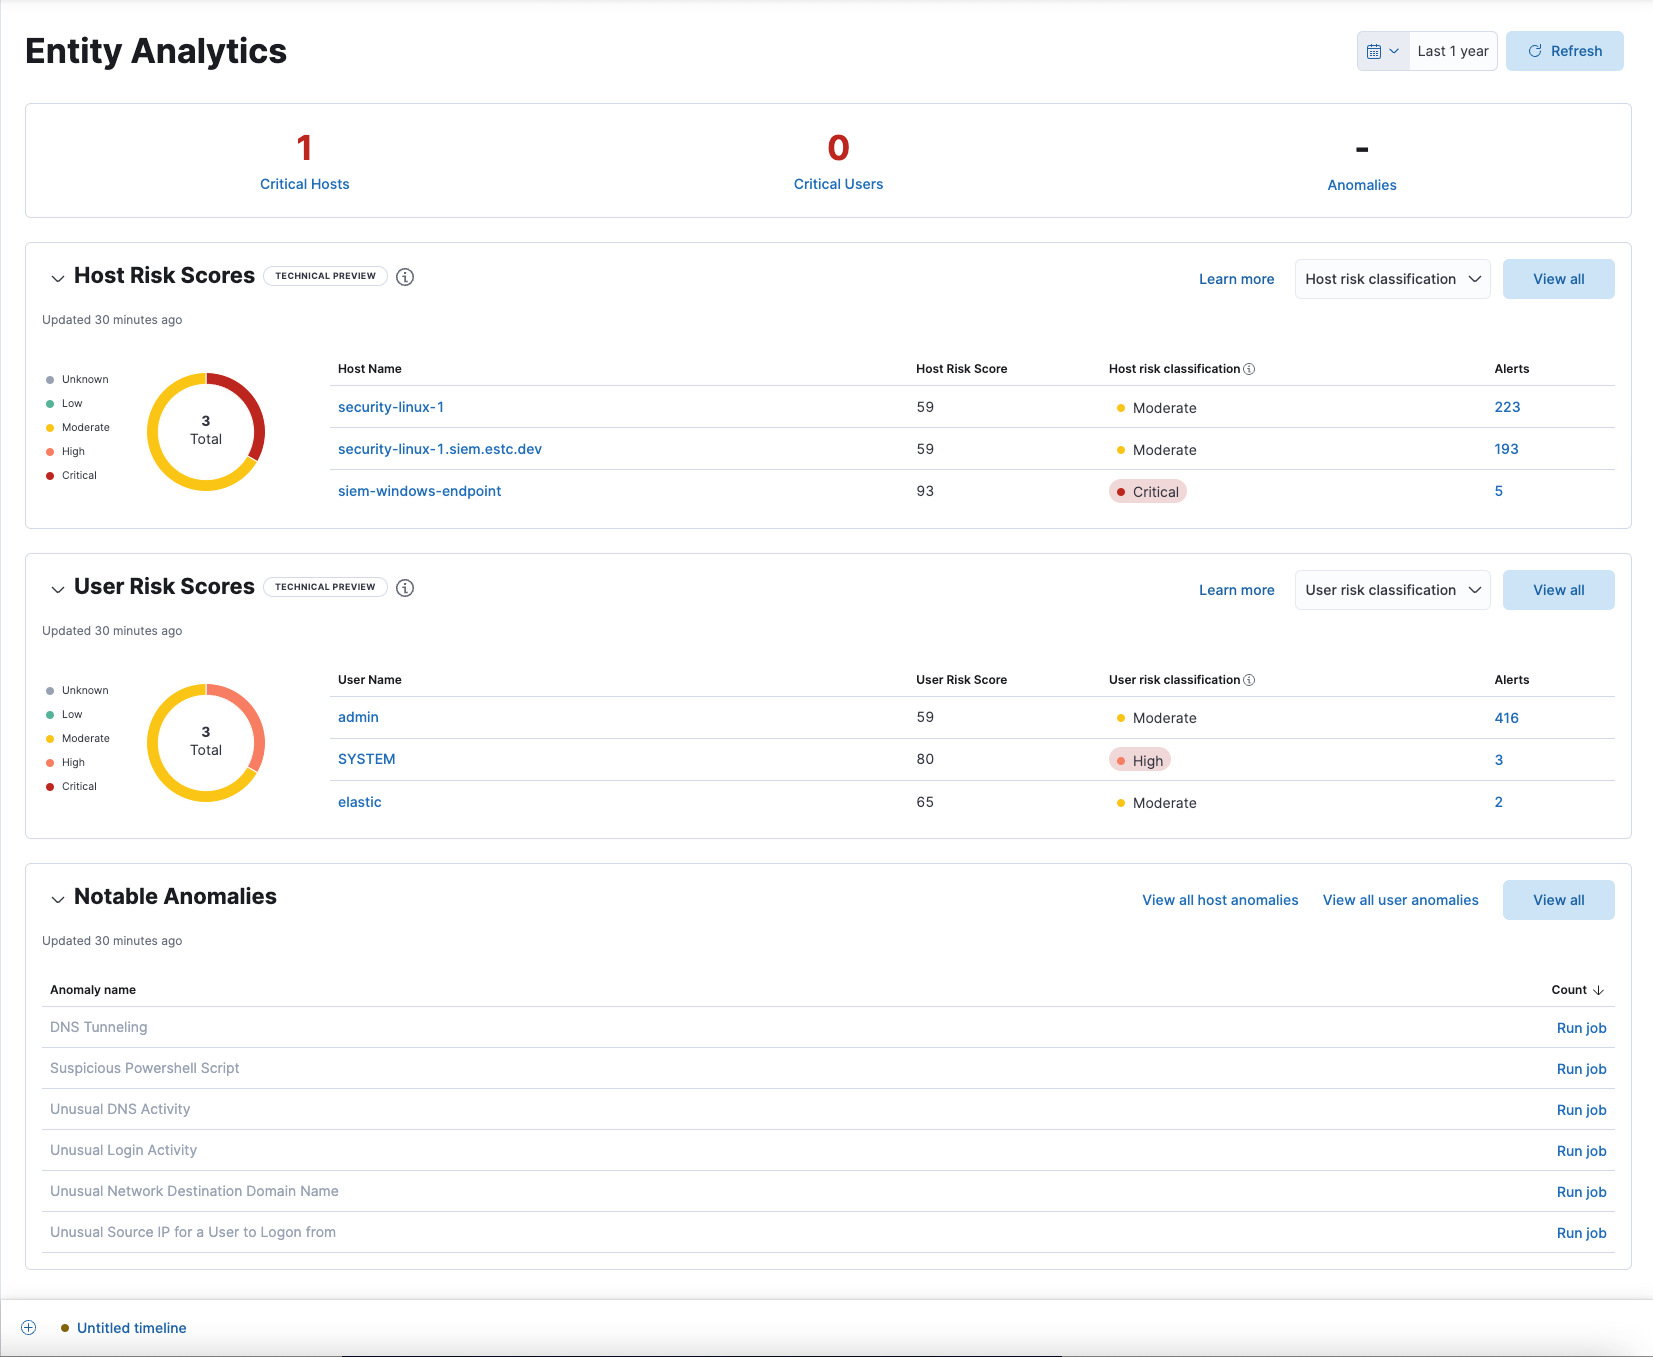 Entity Analytics
Last 1 year
Refresh
1
Critical Hosts
0
Critical Users
-
Anomalies
Host Risk Scores
TECHNICAL PREVIEW
Learn more
Host risk classification
View all
Updated 30 minutes ago
Unknown
Low
Moderate
High
Critical
3
Total
Host Name Host Risk Score Host risk classification Alerts
security-linux-1 59 Moderate 223
security-linux-1.siem.estc.dev 59 Moderate 193
siem-windows-endpoint 93 Critical 5
User Risk Scores
TECHNICAL PREVIEW
Learn more
User risk classification
View all
Updated 30 minutes ago
Unknown
Low
Moderate
High
Critical
3
Total
User Name User Risk Score User risk classification Alerts
admin 59 Moderate 416
SYSTEM 80 High 3
elastic 65 Moderate 2
Notable Anomalies
View all host anomalies
View all user anomalies
View all
Updated 30 minutes ago
Anomaly name Count
DNS Tunneling Run job
Suspicious Powershell Script Run job
Unusual DNS Activity Run job
Unusual Login Activity Run job
Unusual Network Destination Domain Name Run job
Unusual Source IP for a User to Logon from Run job
Untitled timeline